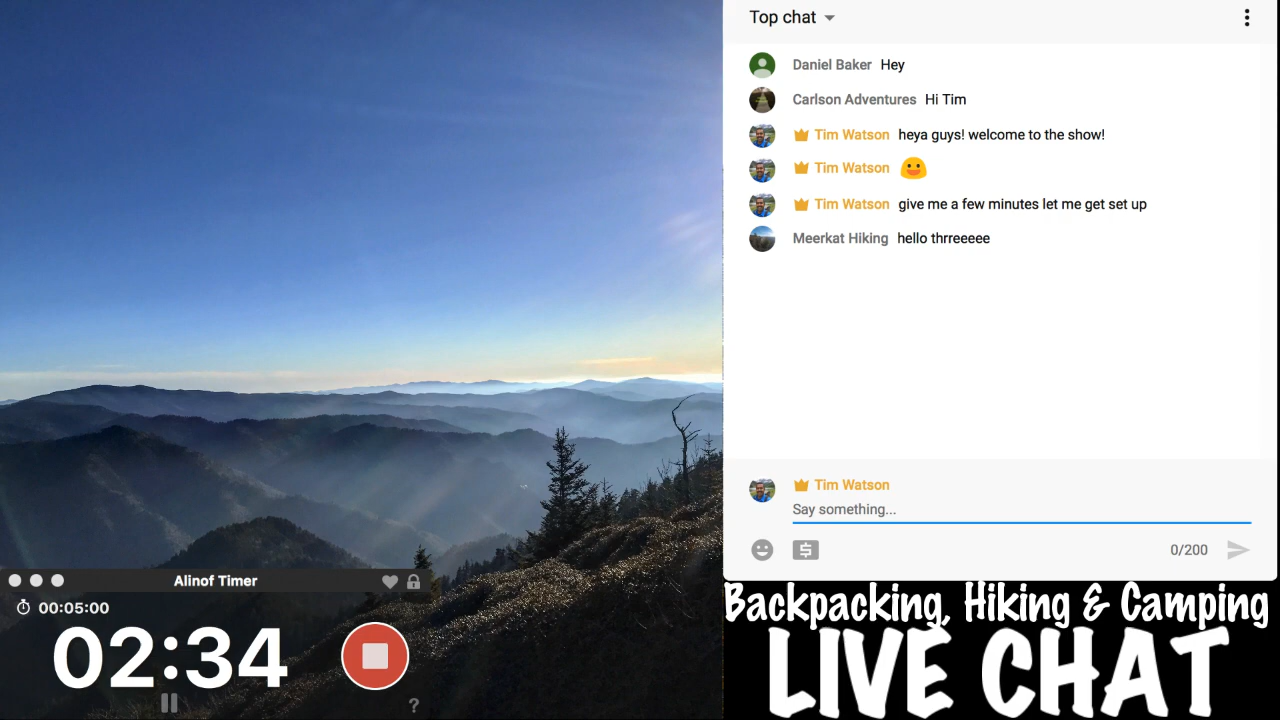 Top chat
Daniel Baker Hey
Carlson Adventures Hi Tim
Tim Watson heya guys! welcome to the show!
Tim Watson
Tim Watson give me a few minutes let me get set up
Meerkat Hiking hello thrreeeee
Tim Watson
Say something...
0/200
Alinof Timer
00:05:00
02:34
?
Backpacking, Hiking & Camping
LIVE CHAT